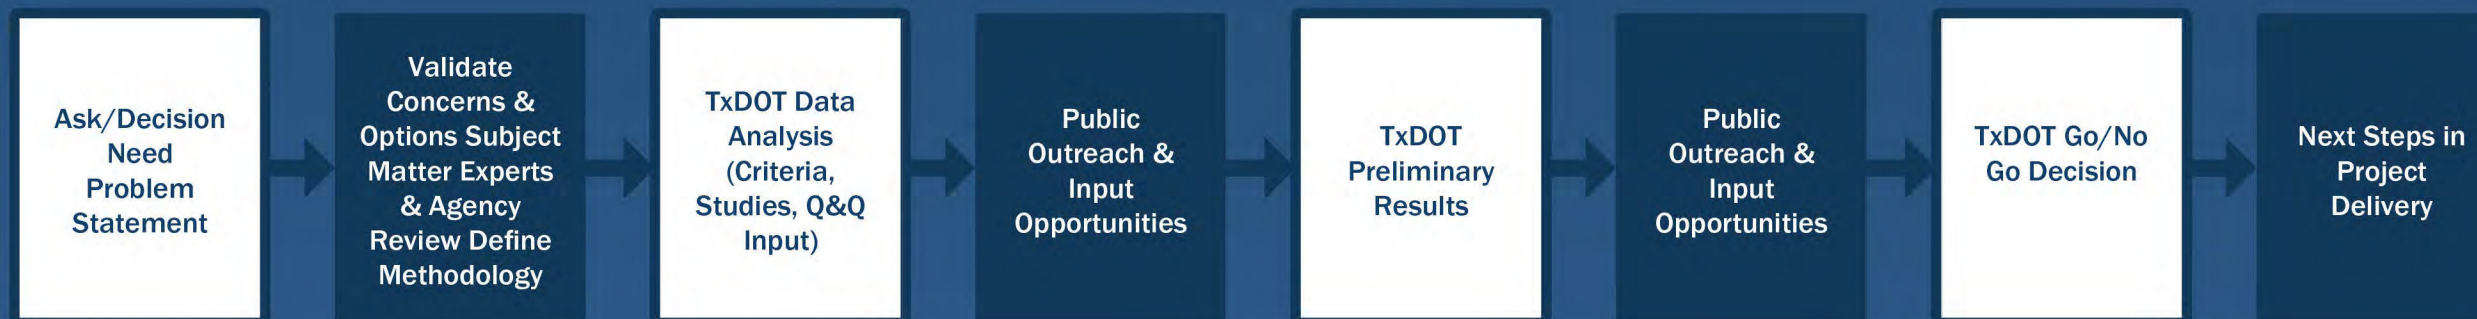 Ask/Decision
Need
Problem
Statement
Validate
Concerns &
Options Subject
Matter Experts
& Agency
Review Define
Methodology
TxDOT Data
Analysis
(Criteria,
Studies, Q&Q
Input)
Public
Outreach &
Input
Opportunities
TxDOT
Preliminary
Results
Public
Outreach &
Input
Opportunities
TxDOT Go/No
Go Decision
Next Steps in
Project
Delivery